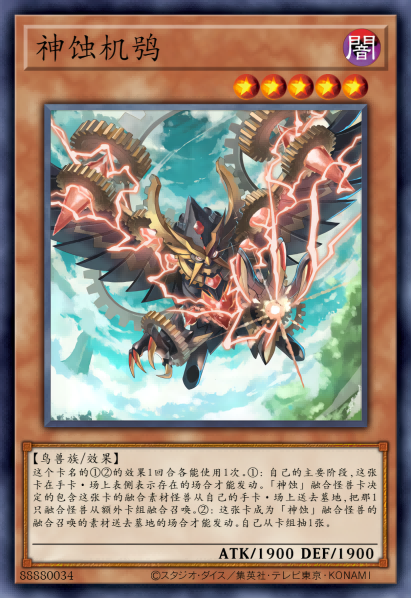 神蚀机鸮
闇
【鸟兽族/效果】
这个卡名的①②的效果1回合各能使用1次。①：自己的主要阶段，这张
卡在手卡·场上表侧表示存在的场合才能发动。「神蚀」融合怪兽卡决
定的包含这张卡的融合素材怪兽从自己的手卡·场上送去墓地，把那1
只融合怪兽从额外卡组融合召唤。②：这张卡成为「神蚀」融合怪兽的
融合召唤的素材送去墓地的场合才能发动。自己从卡组抽1张。
ATK/1900 DEF/1900
88880034 ©スタジオ・ダイス／集英社・テレビ東京・KONAMI